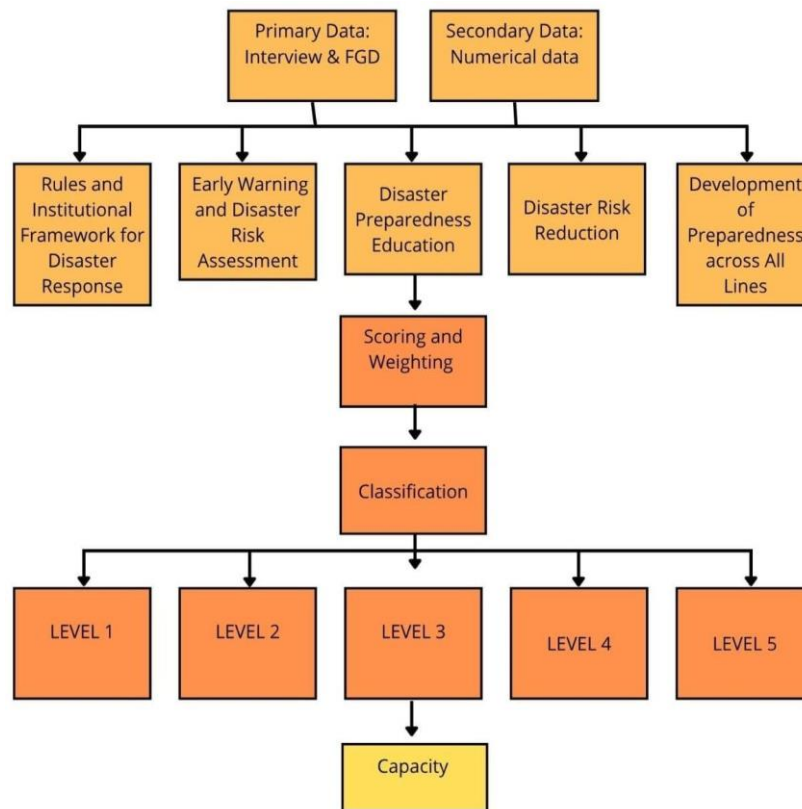 Primary Data:
Interview & FGD
Secondary Data:
Numerical data
Rules and
Institutional
Framework for
Disaster
Response
Early Warning
and Disaster
Risk
Assessment
Disaster
Preparedness
Education
Disaster Risk
Reduction
Development
of
Preparedness
across All
Lines
Scoring and
Weighting
Classification
LEVEL 1
LEVEL 2
LEVEL 3
LEVEL 4
LEVEL 5
Capacity